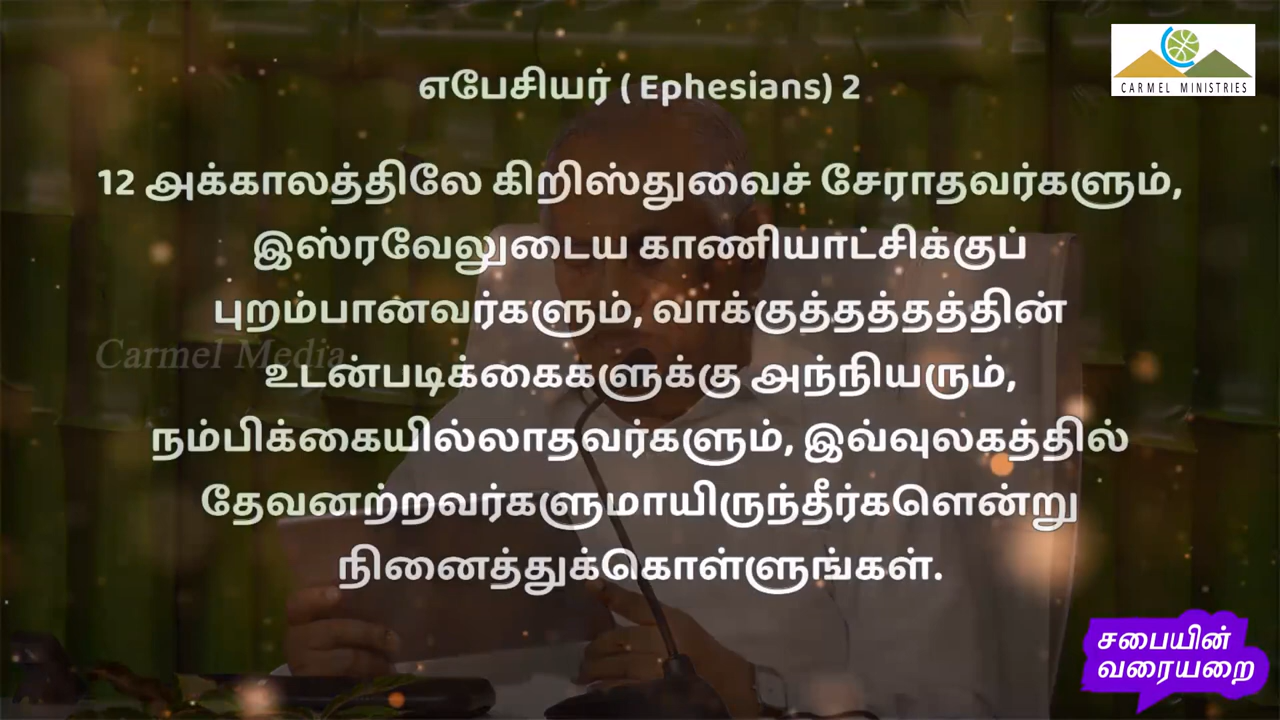 CARMEL MINISTRIES
எபேசியர் ( Ephesians) 2
12 அக்காலத்திலே கிறிஸ்துவைச் சேராதவர்களும்,
இஸ்ரவேலுடைய காணியாட்சிக்குப்
புறம்பானவர்களும், வாக்குத்தத்தத்தின்
Carmel Media
உடன்படிக்கைகளுக்கு அந்நியரும்,
நம்பிக்கையில்லாதவர்களும், இவ்வுலகத்தில்
தேவனற்றவர்களுமாயிருந்தீர்களென்று
நினைத்துக்கொள்ளுங்கள்.
சபையின்
வரையறை